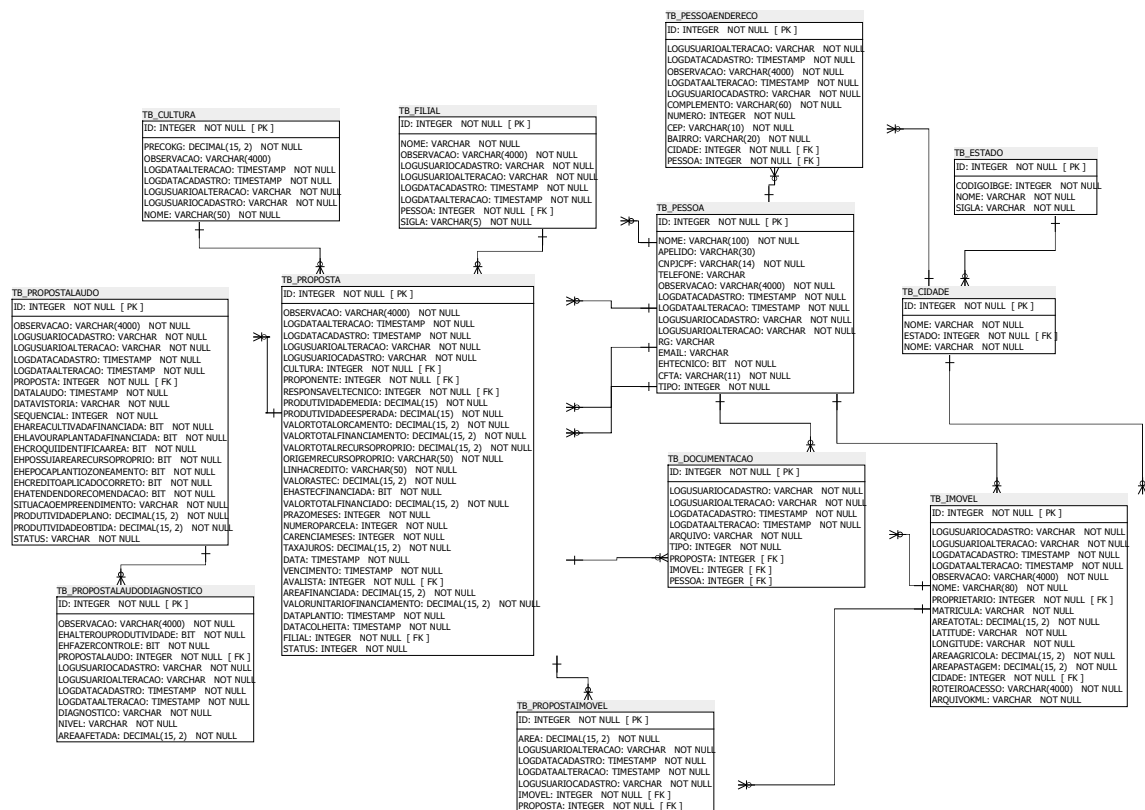 TB_PESSOAENDERECO
ID: INTEGER NOT NULL [ PK ]
LOGUSUARIOALTERACAO: VARCHAR NOT NULL
LOGDATACADASTRO: TIMESTAMP NOT NULL
OBSERVACAO: VARCHAR(4000) NOT NULL
LOGDATAALTERACAO: TIMESTAMP NOT NULL
LOGUSUARIOCADASTRO: VARCHAR NOT NULL
COMPLEMENTO: VARCHAR(60) NOT NULL
NUMERO: INTEGER NOT NULL
CEP: VARCHAR(10) NOT NULL
BAIRRO: VARCHAR(20) NOT NULL
CIDADE: INTEGER NOT NULL [ FK ]
PESSOA: INTEGER NOT NULL [ FK ]
TB_CULTURA
ID: INTEGER NOT NULL [ PK ]
PRECOKG: DECIMAL(15, 2) NOT NULL
OBSERVACAO: VARCHAR(4000)
LOGDATAALTERACAO: TIMESTAMP NOT NULL
LOGDATACADASTRO: TIMESTAMP NOT NULL
LOGUSUARIOALTERACAO: VARCHAR NOT NULL
LOGUSUARIOCADASTRO: VARCHAR NOT NULL
NOME: VARCHAR(50) NOT NULL
TB_FILIAL
ID: INTEGER NOT NULL [ PK ]
NOME: VARCHAR NOT NULL
OBSERVACAO: VARCHAR(4000) NOT NULL
LOGUSUARIOCADASTRO: VARCHAR NOT NULL
LOGUSUARIOALTERACAO: VARCHAR NOT NULL
LOGDATACADASTRO: TIMESTAMP NOT NULL
LOGDATAALTERACAO: TIMESTAMP NOT NULL
PESSOA: INTEGER NOT NULL [ FK ]
SIGLA: VARCHAR(5) NOT NULL
TB_ESTADO
ID: INTEGER NOT NULL [ PK ]
CODIGOIBGE: INTEGER NOT NULL
NOME: VARCHAR NOT NULL
SIGLA: VARCHAR NOT NULL
TB_PESSOA
ID: INTEGER NOT NULL [ PK ]
NOME: VARCHAR(100) NOT NULL
APELIDO: VARCHAR(30)
CNPJCPF: VARCHAR(14) NOT NULL
TELEFONE: VARCHAR
OBSERVACAO: VARCHAR(4000) NOT NULL
LOGDATACADASTRO: TIMESTAMP NOT NULL
LOGDATAALTERACAO: TIMESTAMP NOT NULL
LOGUSUARIOCADASTRO: VARCHAR NOT NULL
LOGUSUARIOALTERACAO: VARCHAR NOT NULL
RG: VARCHAR
EMAIL: VARCHAR
EHTECNICO: BIT NOT NULL
CFTA: VARCHAR(11) NOT NULL
TIPO: INTEGER NOT NULL
TB_PROPOSTALAUDO
ID: INTEGER NOT NULL [ PK ]
OBSERVACAO: VARCHAR(4000) NOT NULL
LOGUSUARIOCADASTRO: VARCHAR NOT NULL
LOGUSUARIOALTERACAO: VARCHAR NOT NULL
LOGDATACADASTRO: TIMESTAMP NOT NULL
LOGDATAALTERACAO: TIMESTAMP NOT NULL
PROPOSTA: INTEGER NOT NULL [ FK ]
DATALAUDO: TIMESTAMP NOT NULL
DATAVISTORIA: VARCHAR NOT NULL
SEQUENCIAL: INTEGER NOT NULL
EHAREACULTIVADAFINANCIADA: BIT NOT NULL
EHLAVOURAPLANTADAFINANCIADA: BIT NOT NULL
EHCROQUIIDENTIFICAAREA: BIT NOT NULL
EHPOSSUIAREARECURSOPROPRIO: BIT NOT NULL
EHEPOCAPLANTIOZONEAMENTO: BIT NOT NULL
EHCREDITOAPLICADOCORRETO: BIT NOT NULL
EHATENDENDORECOMENDACAO: BIT NOT NULL
SITUACAOEMPREENDIMENTO: VARCHAR NOT NULL
PRODUTIVIDADEPLANO: DECIMAL(15, 2) NOT NULL
PRODUTIVIDADEOBTIDA: DECIMAL(15, 2) NOT NULL
STATUS: VARCHAR NOT NULL
TB_PROPOSTA
ID: INTEGER NOT NULL [ PK ]
OBSERVACAO: VARCHAR(4000) NOT NULL
LOGDATAALTERACAO: TIMESTAMP NOT NULL
LOGDATACADASTRO: TIMESTAMP NOT NULL
LOGUSUARIOALTERACAO: VARCHAR NOT NULL
LOGUSUARIOCADASTRO: VARCHAR NOT NULL
CULTURA: INTEGER NOT NULL [ FK ]
PROPONENTE: INTEGER NOT NULL [ FK ]
RESPONSAVELTECNICO: INTEGER NOT NULL [ FK ]
PRODUTIVIDADEMEDIA: DECIMAL(15) NOT NULL
PRODUTIVIDADEESPERADA: DECIMAL(15) NOT NULL
VALORTOTALORCAMENTO: DECIMAL(15, 2) NOT NULL
VALORTOTALFINANCIAMENTO: DECIMAL(15, 2) NOT NULL
VALORTOTALRECURSOPROPRIO: DECIMAL(15, 2) NOT NULL
ORIGEMRECURSOPROPRIO: VARCHAR(50) NOT NULL
LINHACREDITO: VARCHAR(50) NOT NULL
VALORASTEC: DECIMAL(15, 2) NOT NULL
EHASTECFINANCIADA: BIT NOT NULL
VALORTOTALFINANCIADO: DECIMAL(15, 2) NOT NULL
PRAZOMESES: INTEGER NOT NULL
NUMEROPARCELA: INTEGER NOT NULL
CARENCIAMESES: INTEGER NOT NULL
TAXAJUROS: DECIMAL(15, 2) NOT NULL
DATA: TIMESTAMP NOT NULL
VENCIMENTO: TIMESTAMP NOT NULL
AVALISTA: INTEGER NOT NULL [ FK ]
AREAFINANCIADA: DECIMAL(15, 2) NOT NULL
VALORUNITARIOFINANCIAMENTO: DECIMAL(15, 2) NOT NULL
DATAPLANTIO: TIMESTAMP NOT NULL
DATACOLHEITA: TIMESTAMP NOT NULL
FILIAL: INTEGER NOT NULL [ FK ]
STATUS: INTEGER NOT NULL
TB_CIDADE
ID: INTEGER NOT NULL [ PK ]
NOME: VARCHAR NOT NULL
ESTADO: INTEGER NOT NULL [ FK ]
NOME: VARCHAR NOT NULL
TB_DOCUMENTACAO
ID: INTEGER NOT NULL [ PK ]
LOGUSUARIOCADASTRO: VARCHAR NOT NULL
LOGUSUARIOALTERACAO: VARCHAR NOT NULL
LOGDATACADASTRO: TIMESTAMP NOT NULL
LOGDATAALTERACAO: TIMESTAMP NOT NULL
ARQUIVO: VARCHAR NOT NULL
TIPO: INTEGER NOT NULL
PROPOSTA: INTEGER [ FK ]
IMOVEL: INTEGER [ FK ]
PESSOA: INTEGER [ FK ]
TB_IMOVEL
ID: INTEGER NOT NULL [ PK ]
LOGUSUARIOCADASTRO: VARCHAR NOT NULL
LOGUSUARIOALTERACAO: VARCHAR NOT NULL
LOGDATACADASTRO: TIMESTAMP NOT NULL
LOGDATAALTERACAO: TIMESTAMP NOT NULL
OBSERVACAO: VARCHAR(4000) NOT NULL
NOME: VARCHAR(80) NOT NULL
PROPRIETARIO: INTEGER NOT NULL [ FK ]
MATRICULA: VARCHAR NOT NULL
AREATOTAL: DECIMAL(15, 2) NOT NULL
LATITUDE: VARCHAR NOT NULL
LONGITUDE: VARCHAR NOT NULL
AREAAGRICOLA: DECIMAL(15, 2) NOT NULL
AREAPASTAGEM: DECIMAL(15, 2) NOT NULL
CIDADE: INTEGER NOT NULL [ FK ]
ROTEIROACESSO: VARCHAR(4000) NOT NULL
ARQUIVOKML: VARCHAR NOT NULL
TB_PROPOSTALAUDODIAGNOSTICO
ID: INTEGER NOT NULL [ PK ]
OBSERVACAO: VARCHAR(4000) NOT NULL
EHALTEROUPRODUTIVIDADE: BIT NOT NULL
EHFAZERCONTROLE: BIT NOT NULL
PROPOSTALAUDO: INTEGER NOT NULL [ FK ]
LOGUSUARIOCADASTRO: VARCHAR NOT NULL
LOGUSUARIOALTERACAO: VARCHAR NOT NULL
LOGDATACADASTRO: TIMESTAMP NOT NULL
LOGDATAALTERACAO: TIMESTAMP NOT NULL
DIAGNOSTICO: VARCHAR NOT NULL
NIVEL: VARCHAR NOT NULL
AREAAFETADA: DECIMAL(15, 2) NOT NULL
TB_PROPOSTAIMOVEL
ID: INTEGER NOT NULL [ PK ]
AREA: DECIMAL(15, 2) NOT NULL
LOGUSUARIOALTERACAO: VARCHAR NOT NULL
LOGDATACADASTRO: TIMESTAMP NOT NULL
LOGDATAALTERACAO: TIMESTAMP NOT NULL
LOGUSUARIOCADASTRO: VARCHAR NOT NULL
IMOVEL: INTEGER NOT NULL [ FK ]
PROPOSTA: INTEGER NOT NULL [ FK ]